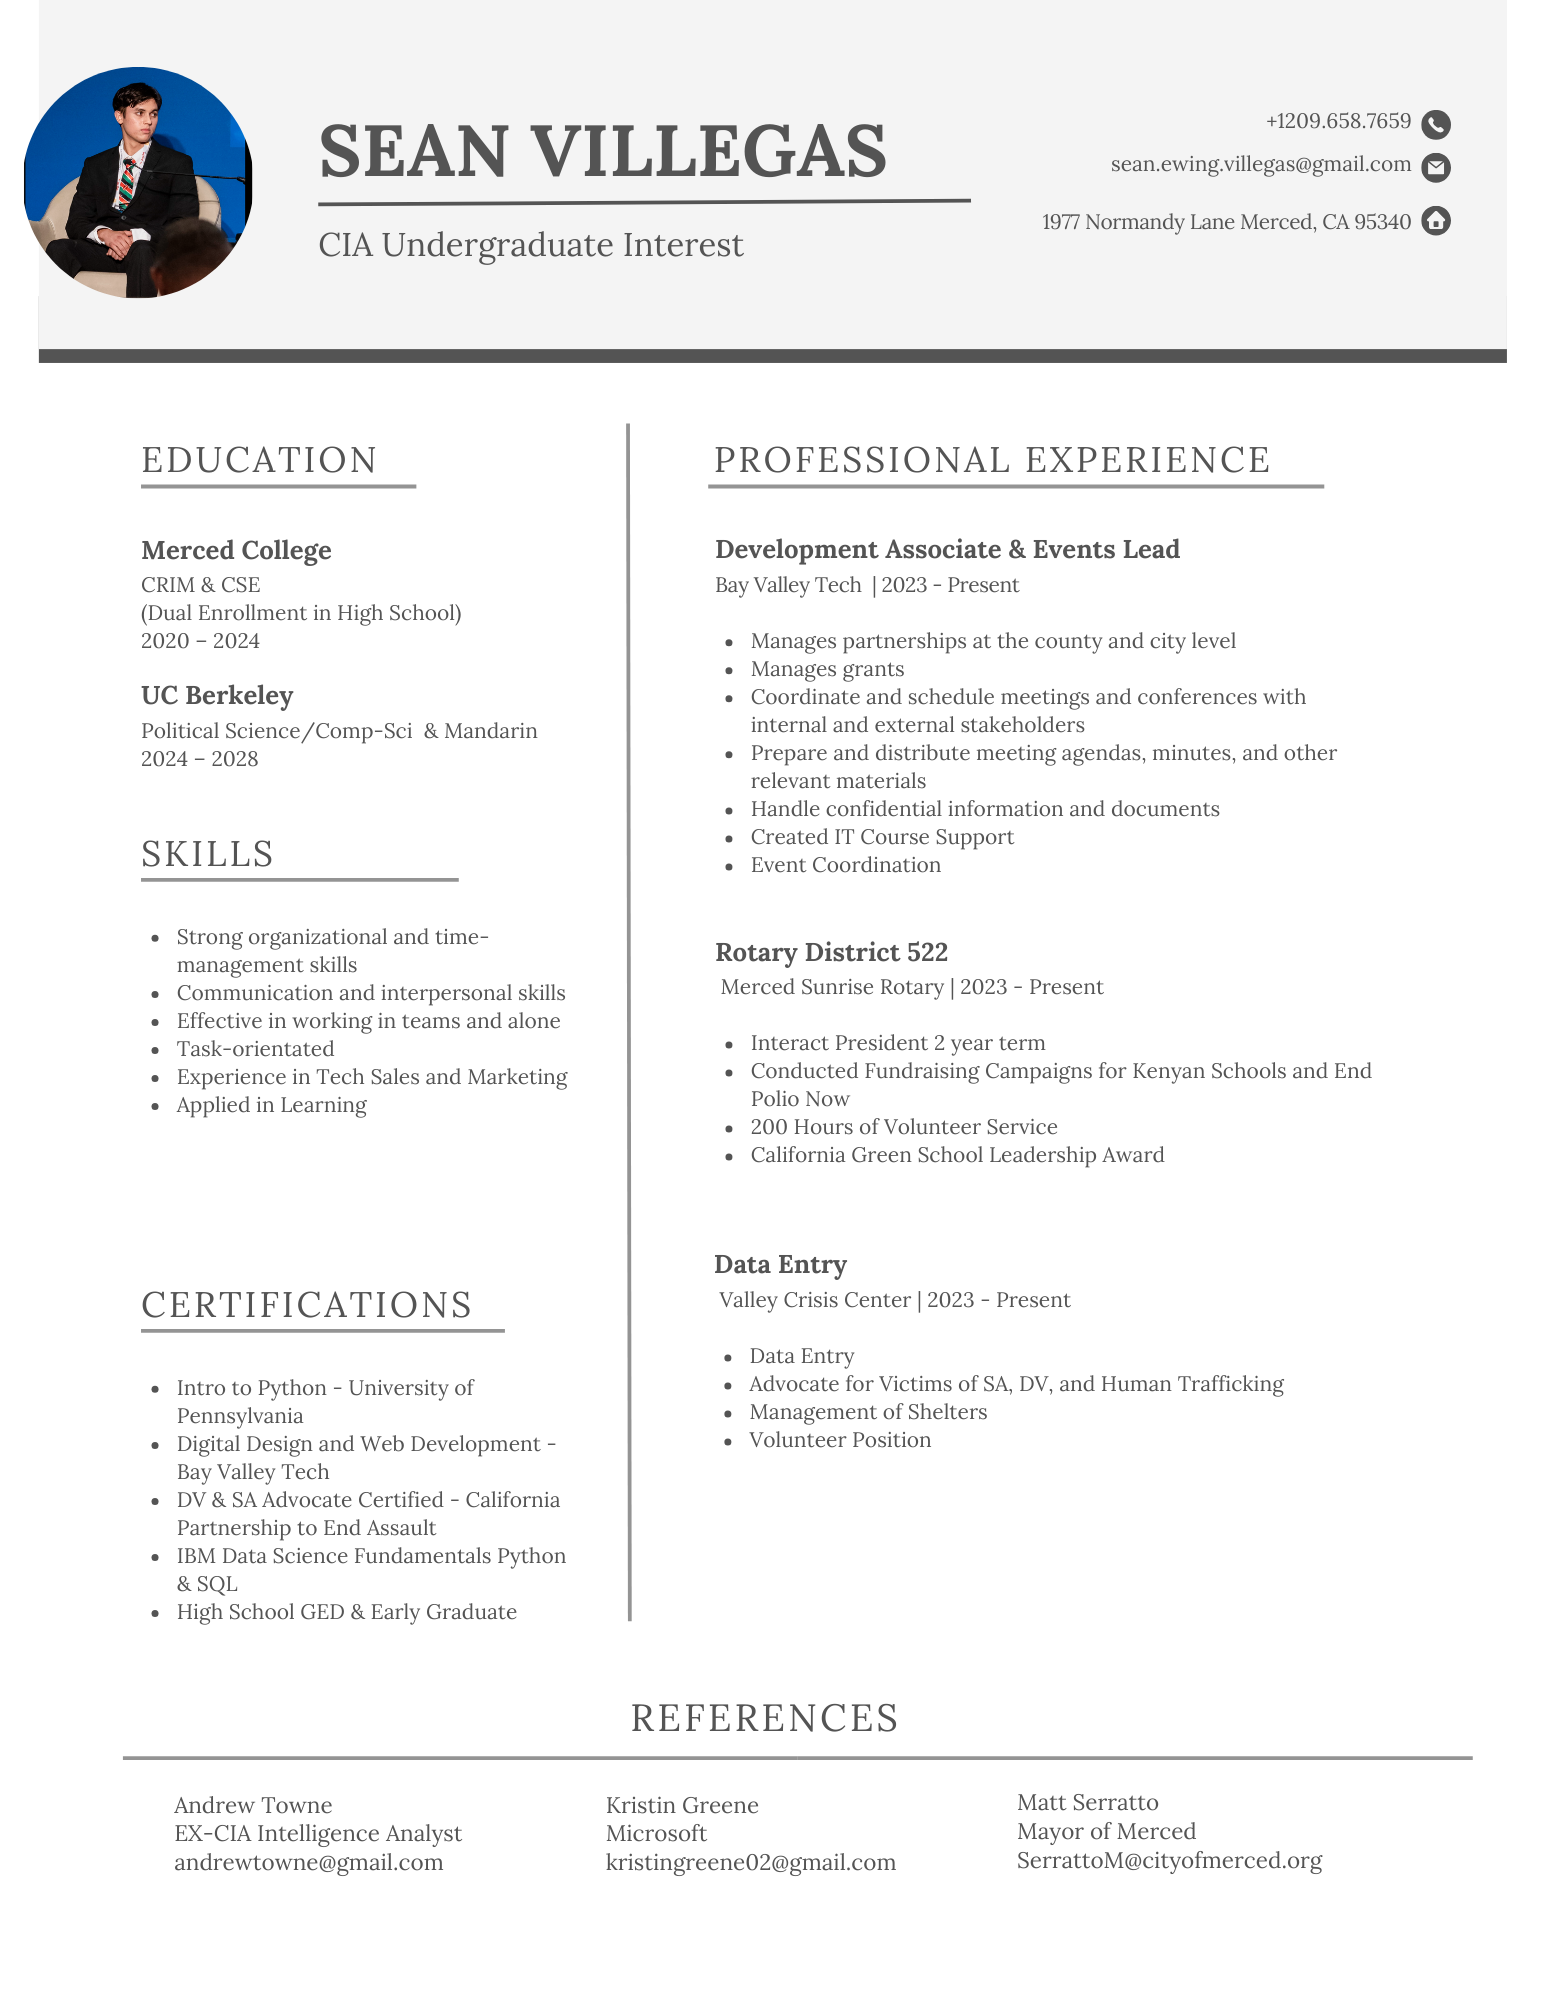 SEAN VILLEGAS
CIA Undergraduate Interest
+1209.658.7659
sean.ewing.villegas@gmail.com
1977 Normandy Lane Merced, CA 95340
EDUCATION
Merced College
CRIM & CSE
(Dual Enrollment in High School)
2020 – 2024
UC Berkeley
Political Science/Comp-Sci & Mandarin
2024 – 2028
SKILLS
• Strong organizational and time-
management skills
• Communication and interpersonal skills
• Effective in working in teams and alone
• Task-orientated
• Experience in Tech Sales and Marketing
• Applied in Learning
CERTIFICATIONS
• Intro to Python - University of
Pennsylvania
• Digital Design and Web Development -
Bay Valley Tech
• DV & SA Advocate Certified - California
Partnership to End Assault
• IBM Data Science Fundamentals Python
& SQL
• High School GED & Early Graduate
PROFESSIONAL EXPERIENCE
Development Associate & Events Lead
Bay Valley Tech | 2023 - Present
• Manages partnerships at the county and city level
• Manages grants
• Coordinate and schedule meetings and conferences with
internal and external stakeholders
• Prepare and distribute meeting agendas, minutes, and other
relevant materials
• Handle confidential information and documents
• Created IT Course Support
• Event Coordination
Rotary District 522
Merced Sunrise Rotary | 2023 - Present
• Interact President 2 year term
• Conducted Fundraising Campaigns for Kenyan Schools and End
Polio Now
• 200 Hours of Volunteer Service
• California Green School Leadership Award
Data Entry
Valley Crisis Center | 2023 - Present
• Data Entry
• Advocate for Victims of SA, DV, and Human Trafficking
• Management of Shelters
• Volunteer Position
REFERENCES
Andrew Towne
EX-CIA Intelligence Analyst
andrewtowne@gmail.com
Kristin Greene
Microsoft
kristingreene02@gmail.com
Matt Serratto
Mayor of Merced
SerrattoM@cityofmerced.org